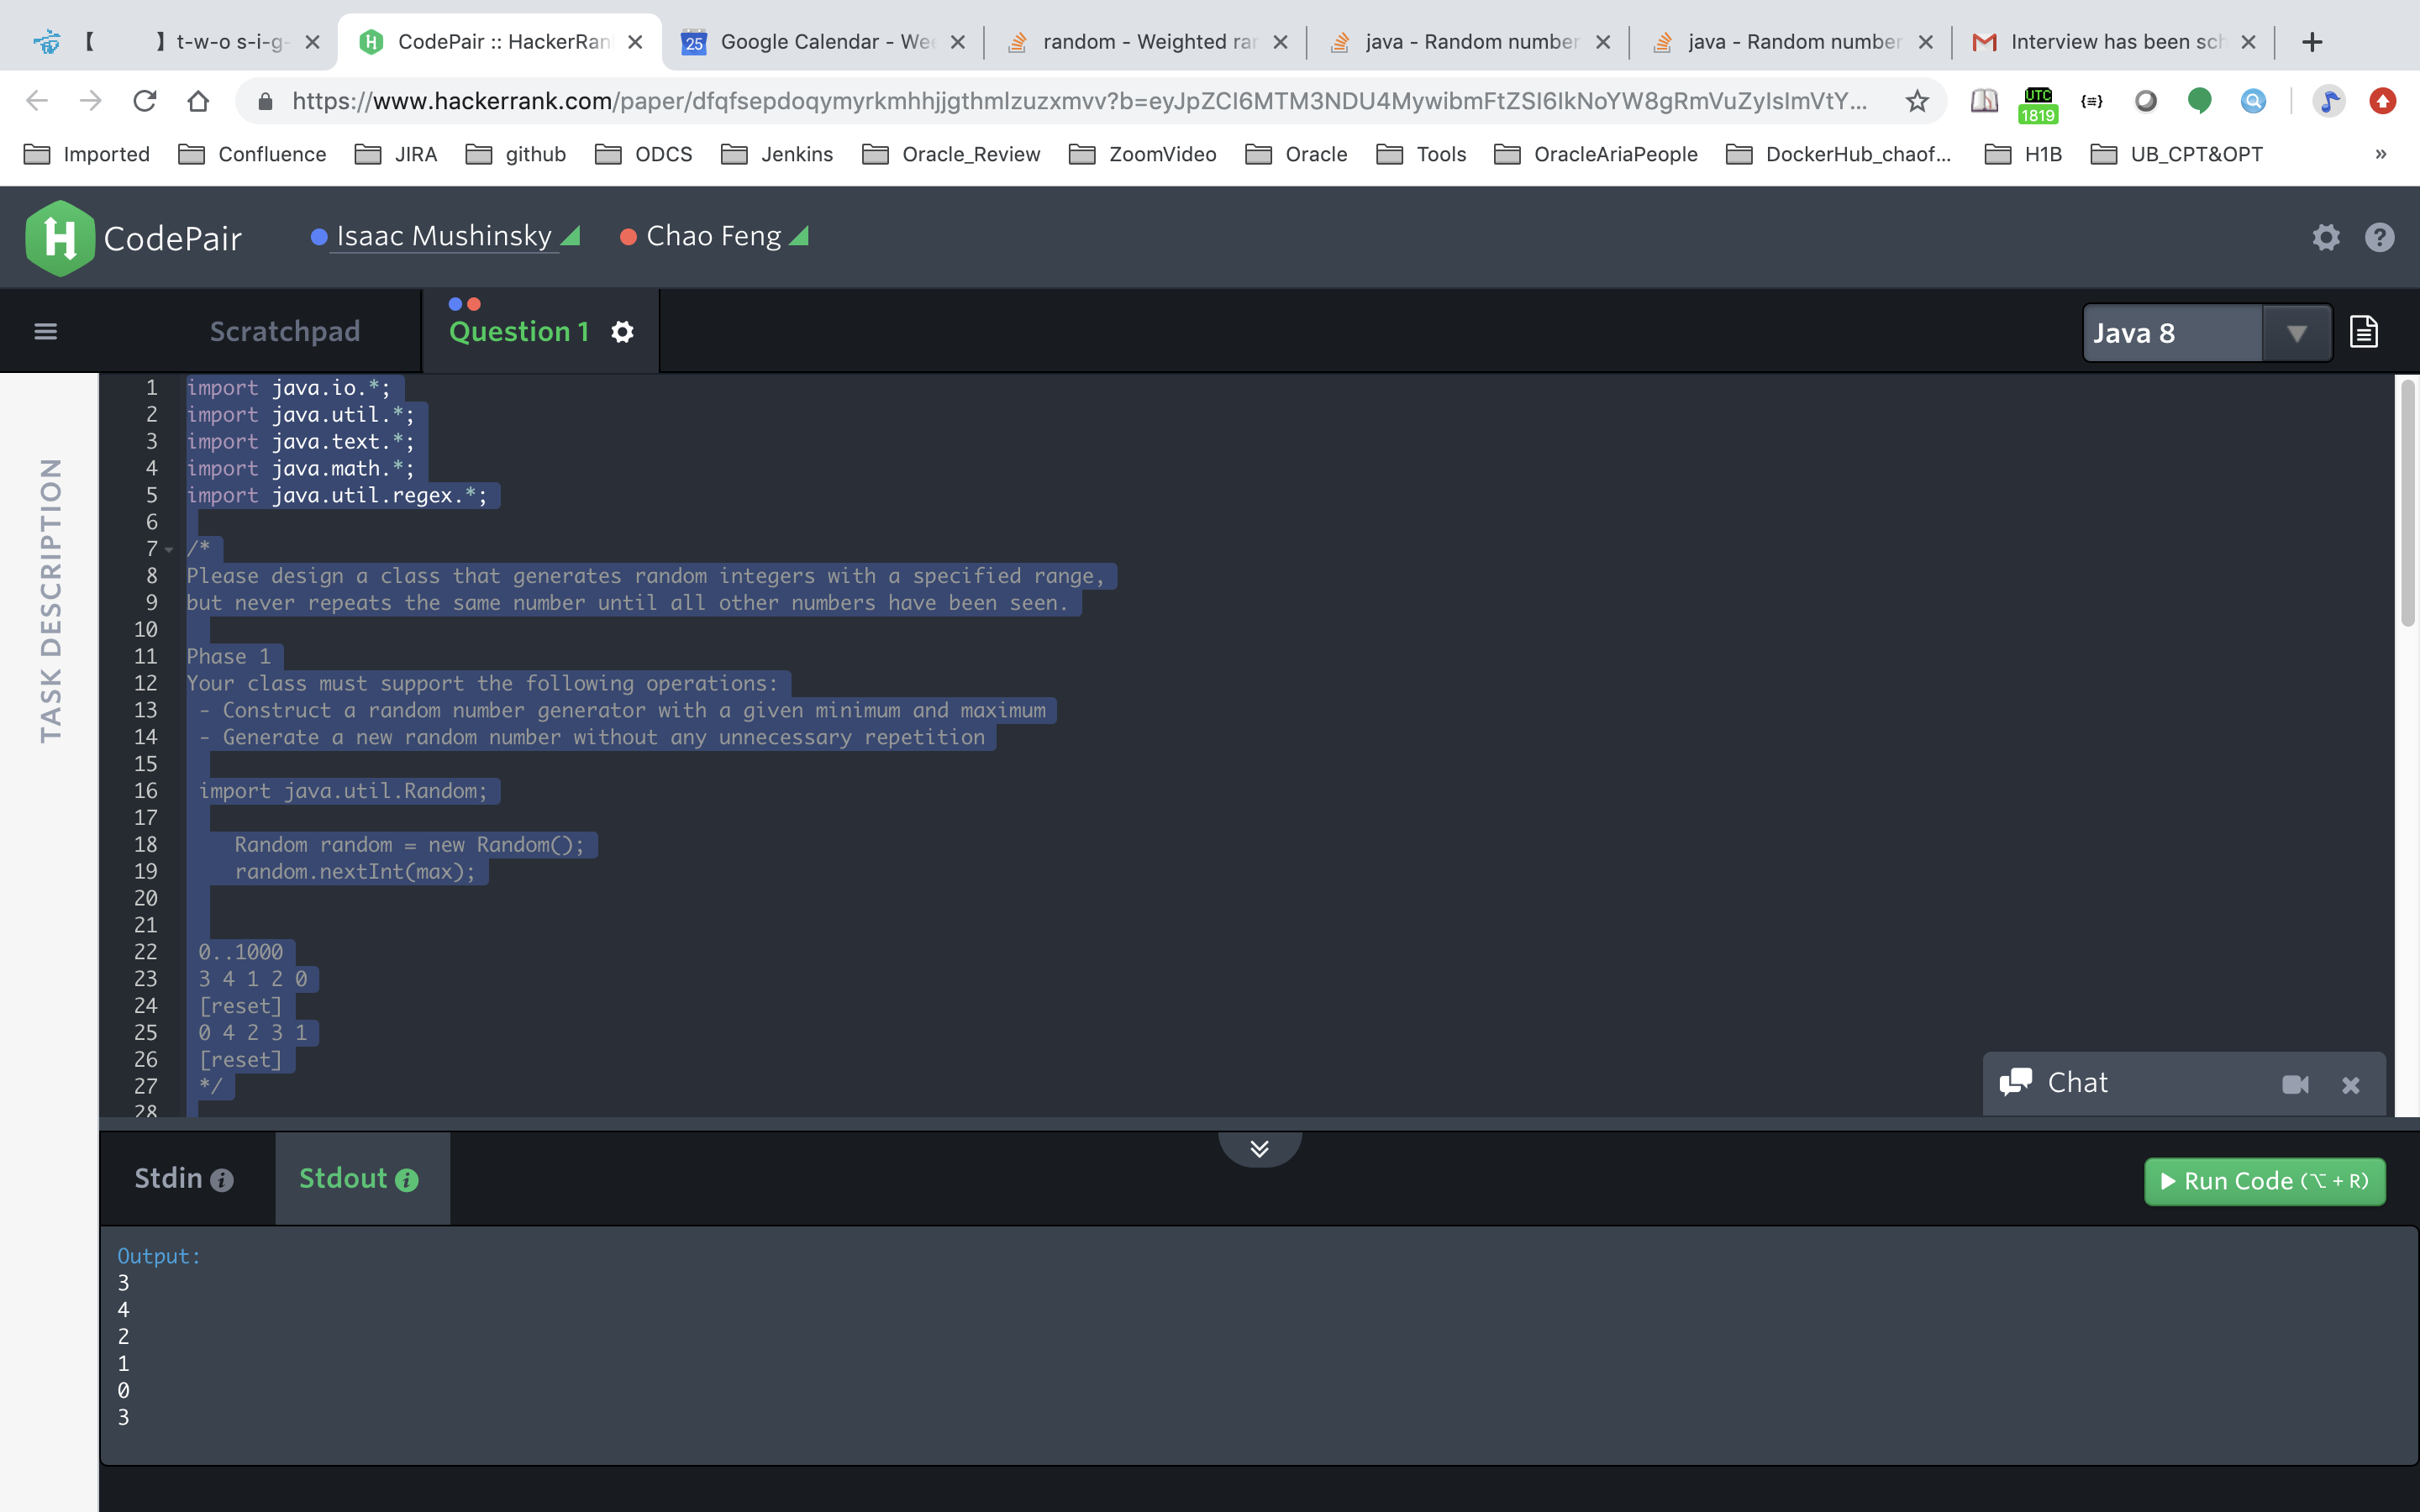 【 】t-w-o s-i-g-
CodePair :: HackerRan
25 Google Calendar - Wee
random - Weighted ran
java - Random number
java - Random number
Interview has been sch
https://www.hackerrank.com/paper/dfqfsepdoqymyrkmhhjjgthmlzuzxmvv?b=eyJpZCI6MTM3NDU4MywibmFtZSI6IkNoYW8gRmVuZyIsImVtY...
UTC
1819
Imported
Confluence
JIRA
github
ODCS
Jenkins
Oracle_Review
ZoomVideo
Oracle
Tools
OracleAriaPeople
DockerHub_chaof...
H1B
UB_CPT&OPT
»
H CodePair
Isaac Mushinsky
Chao Feng
?
Scratchpad
Question 1
Java 8
TASK DESCRIPTION
1 import java.io.*;
2 import java.util.*;
3 import java.text.*;
4 import java.math.*;
5 import java.util.regex.*;
6
7 /*
8 Please design a class that generates random integers with a specified range,
9 but never repeats the same number until all other numbers have been seen.
10
11 Phase 1
12 Your class must support the following operations:
13 - Construct a random number generator with a given minimum and maximum
14 - Generate a new random number without any unnecessary repetition
15
16 import java.util.Random;
17
18 Random random = new Random();
19 random.nextInt(max);
20
21
22 0..1000
23 3 4 1 2 0
24 [reset]
25 0 4 2 3 1
26 [reset]
27 */
28
Chat
Stdin i
Stdout i
Run Code (⌥ + R)
Output:
3
4
2
1
0
3